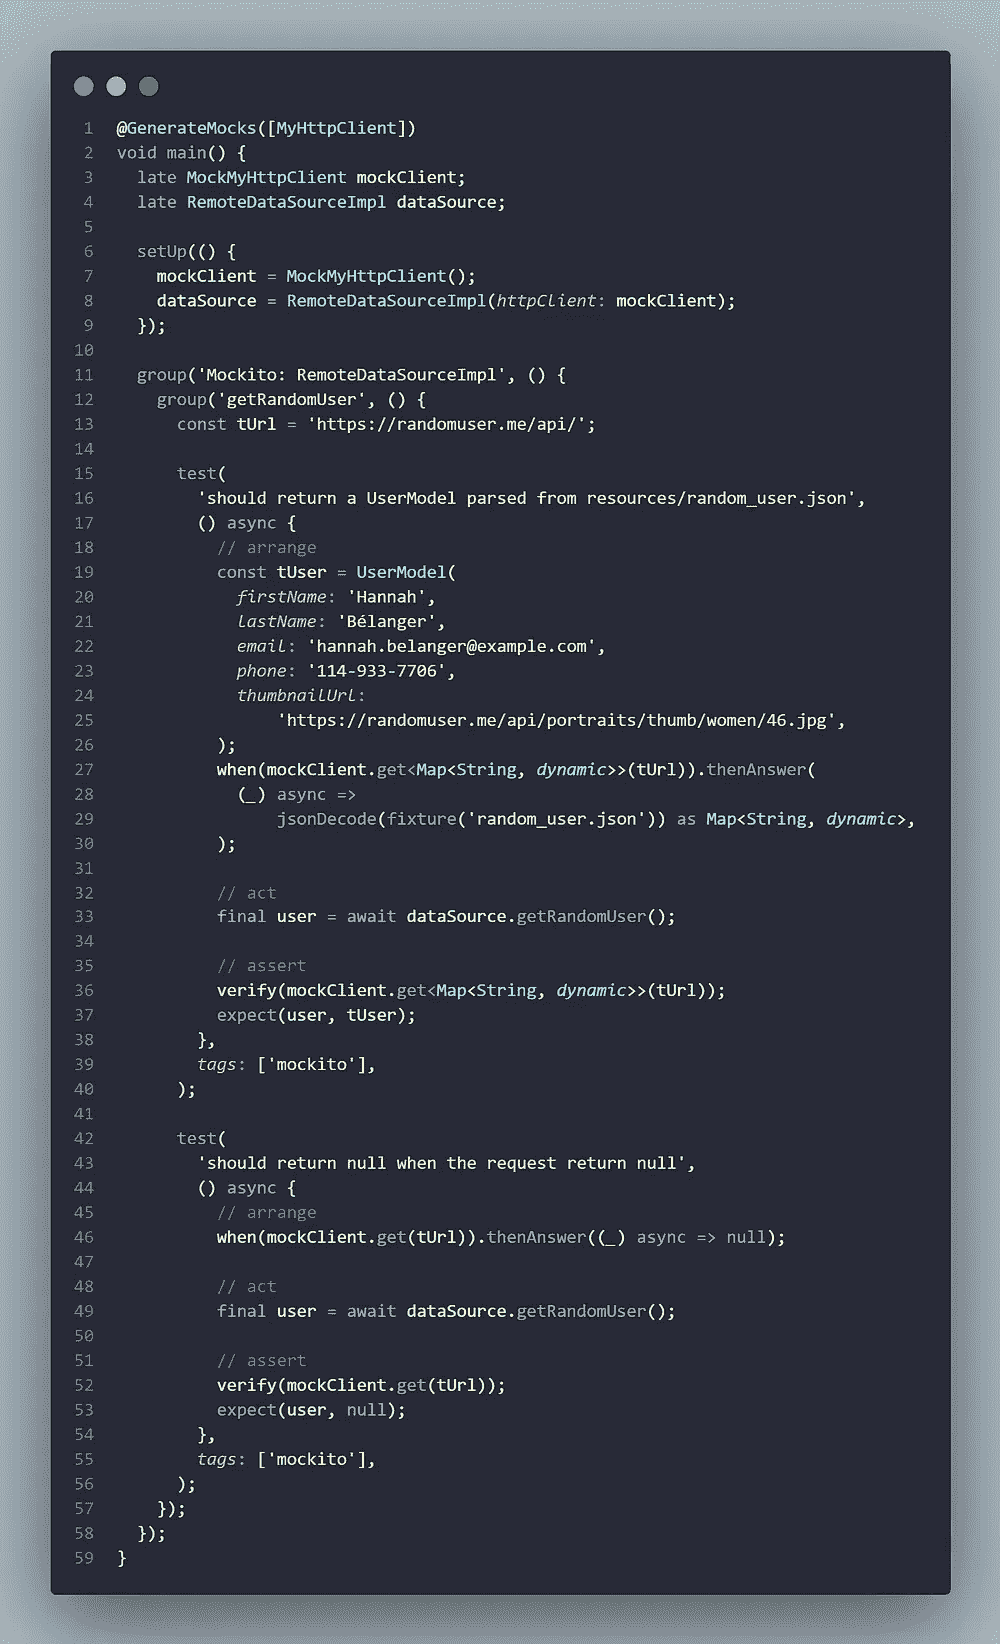 1 @GenerateMocks([MyHttpClient])
2 void main() {
3   late MockMyHttpClient mockClient;
4   late RemoteDataSourceImpl dataSource;
5
6   setUp(() {
7     mockClient = MockMyHttpClient();
8     dataSource = RemoteDataSourceImpl(httpClient: mockClient);
9   });
10
11   group('Mockito: RemoteDataSourceImpl', () {
12     group('getRandomUser', () {
13       const tUrl = 'https://randomuser.me/api/';
14
15       test(
16         'should return a UserModel parsed from resources/random_user.json',
17         () async {
18           // arrange
19           const tUser = UserModel(
20             firstName: 'Hannah',
21             lastName: 'Bélanger',
22             email: 'hannah.belanger@example.com',
23             phone: '114-933-7706',
24             thumbnailUrl:
25                 'https://randomuser.me/api/portraits/thumb/women/46.jpg',
26           );
27           when(mockClient.get<Map<String, dynamic>>(tUrl)).thenAnswer(
28             (_) async =>
29                 jsonDecode(fixture('random_user.json')) as Map<String, dynamic>,
30           );
31
32           // act
33           final user = await dataSource.getRandomUser();
34
35           // assert
36           verify(mockClient.get<Map<String, dynamic>>(tUrl));
37           expect(user, tUser);
38         },
39         tags: ['mockito'],
40       );
41
42       test(
43         'should return null when the request return null',
44         () async {
45           // arrange
46           when(mockClient.get(tUrl)).thenAnswer((_) async => null);
47
48           // act
49           final user = await dataSource.getRandomUser();
50
51           // assert
52           verify(mockClient.get(tUrl));
53           expect(user, null);
54         },
55         tags: ['mockito'],
56       );
57     });
58   });
59 }